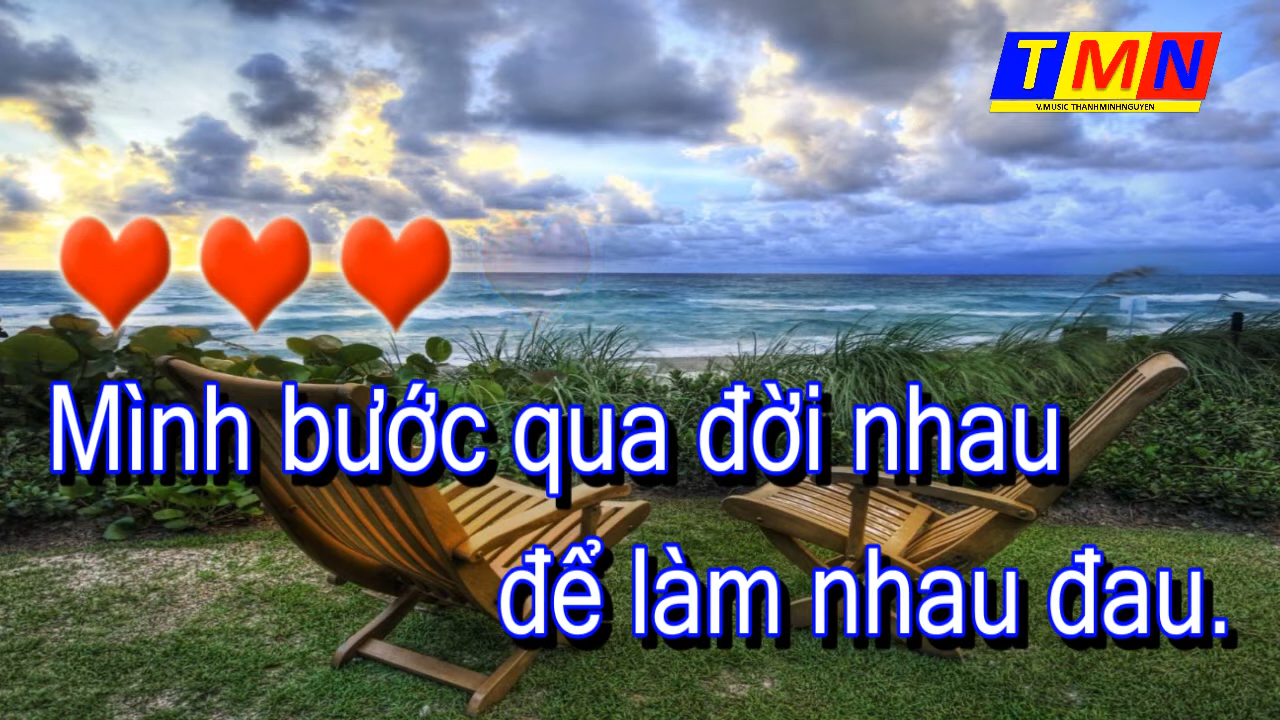 TMN
V.MUSIC THANHMINHNGUYEN
Mình bước qua đời nhau
để làm nhau đau.